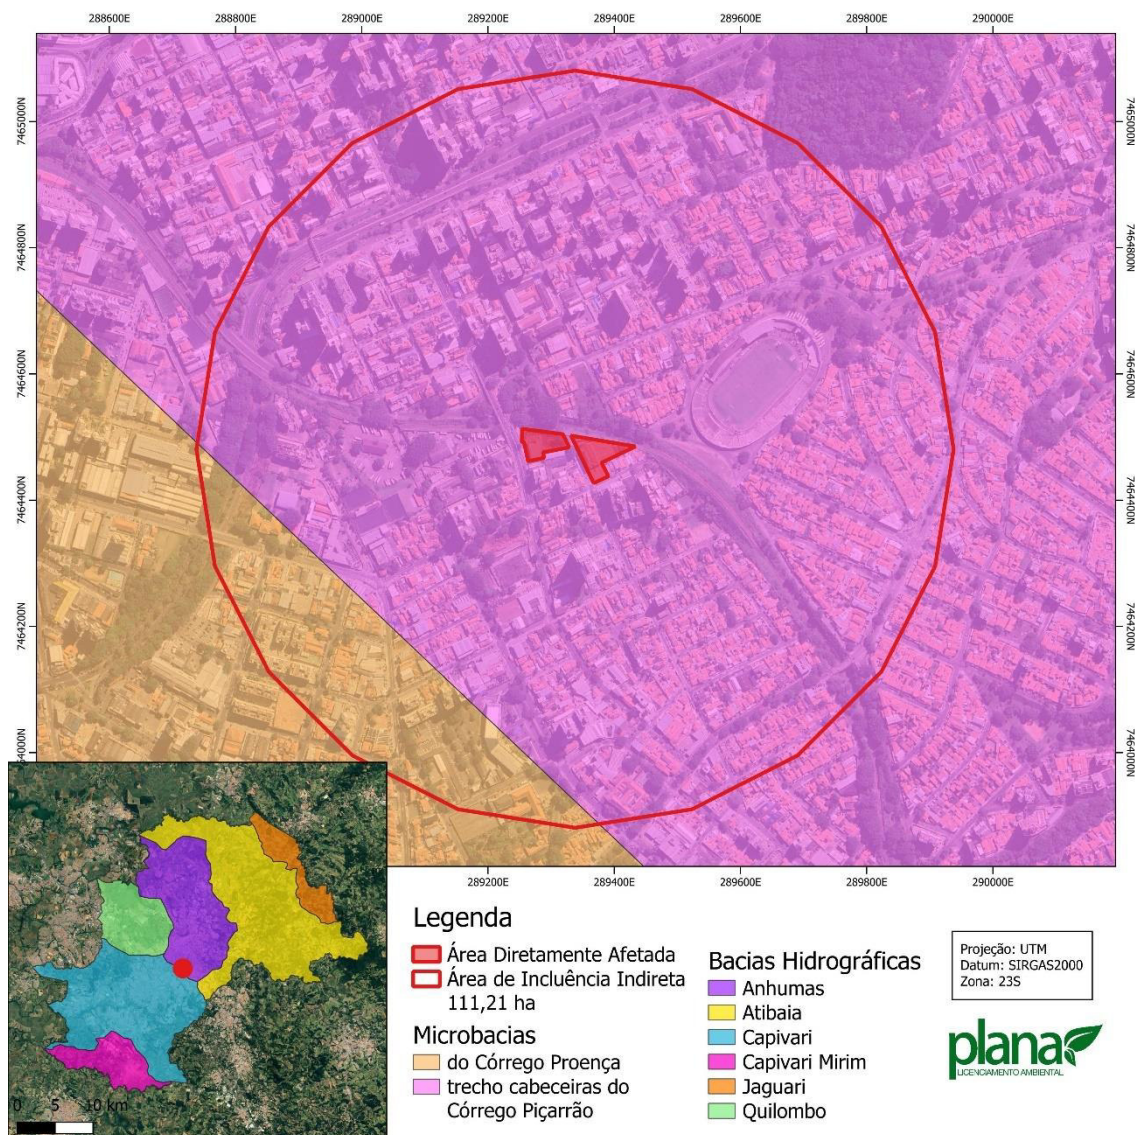 288600E 288800E 289000E 289200E 289400E 289600E 289800E 290000E
7465000N 7465000N
7464800N 7464800N
7464600N 7464600N
7464400N 7464400N
7464200N 7464200N
7464000N 7464000N
289200E 289400E 289600E 289800E 290000E
0 5 10 km
Legenda
Área Diretamente Afetada
Área de Incluência Indireta
111,21 ha
Microbacias
do Córrego Proença
trecho cabeceiras do
Córrego Piçarrão
Bacias Hidrográficas
Anhumas
Atibaia
Capivari
Capivari Mirim
Jaguari
Quilombo
Projeção: UTM
Datum: SIRGAS2000
Zona: 23S
plana
LICENCIAMENTO AMBIENTAL